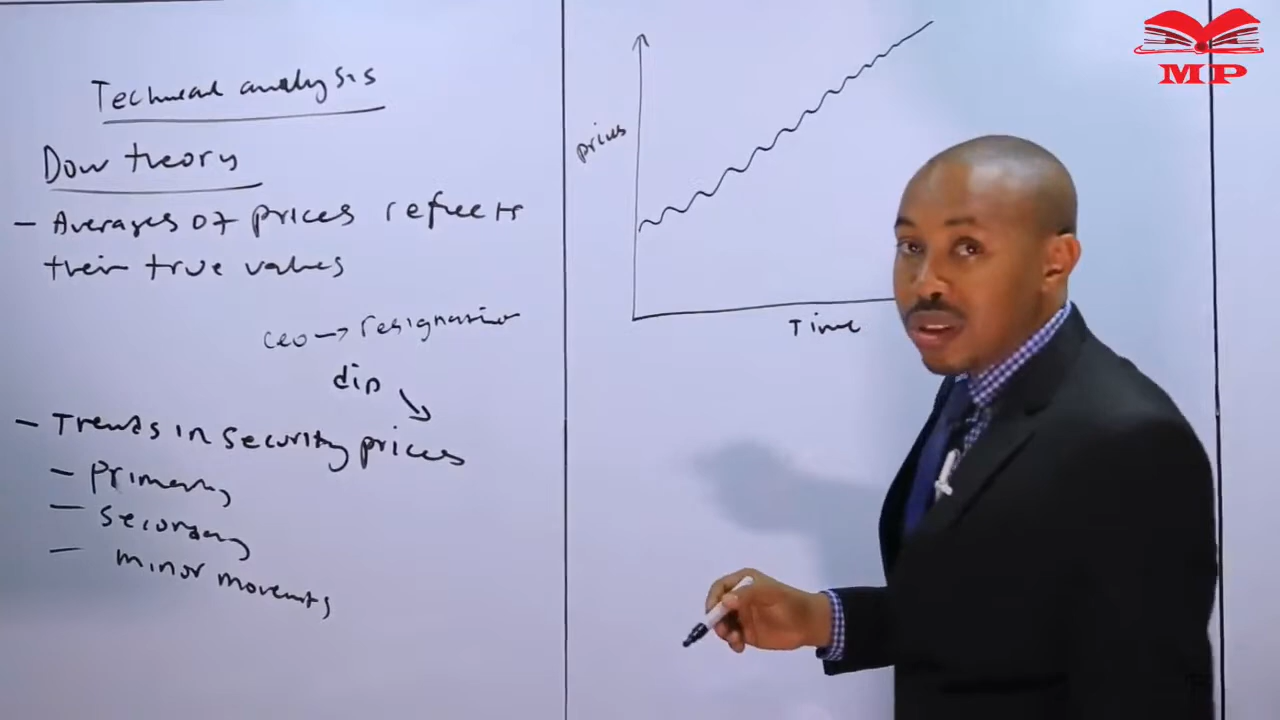 Technical analysis
Dow theory
- Averages of prices reflects
their true values
CEO → resignation
dip
- Trends in security prices
- Primary
- Secondary
- minor movements
prices
Time
MP